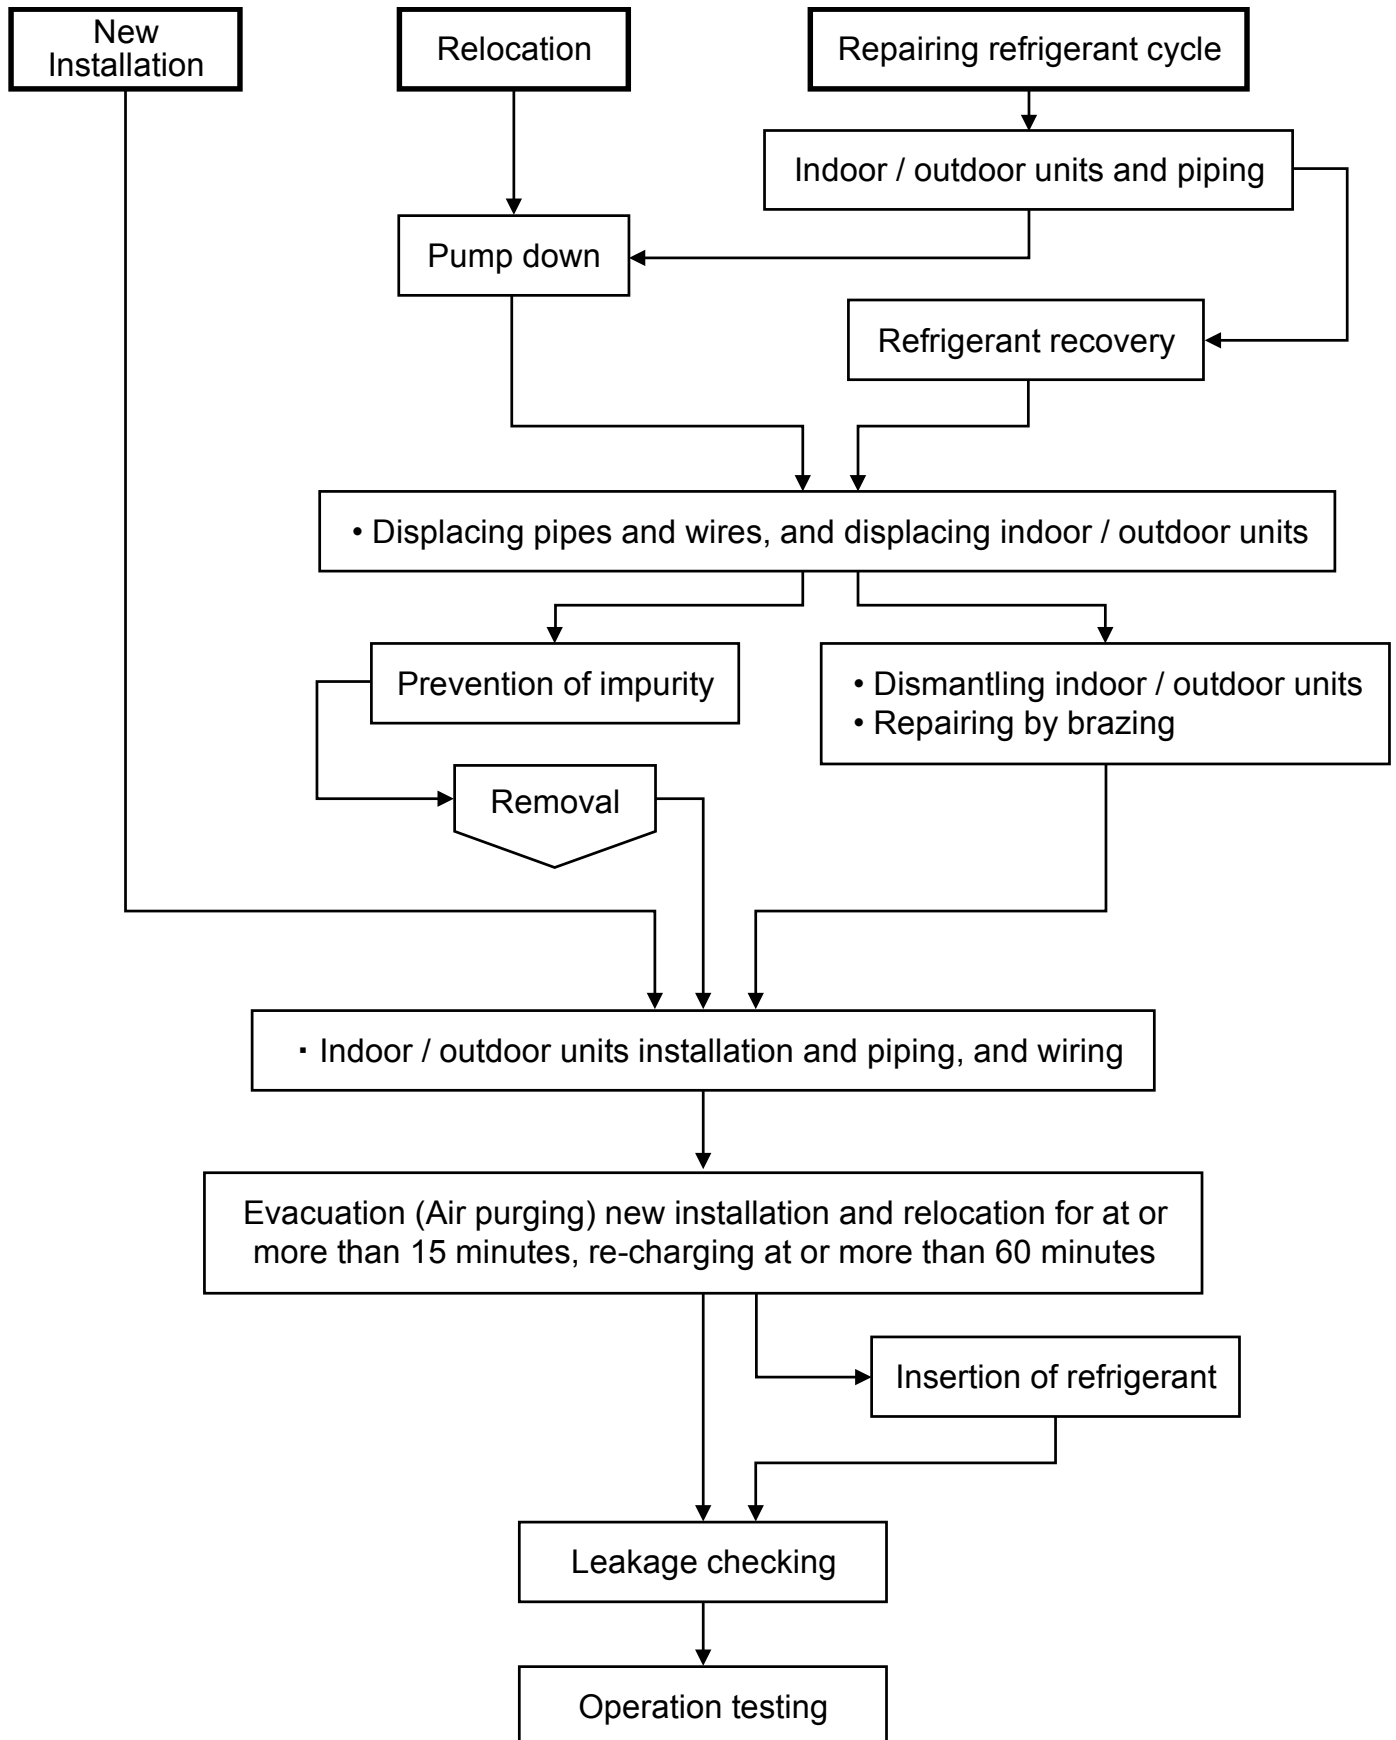 New
Installation
Relocation
Repairing refrigerant cycle
Indoor / outdoor units and piping
Pump down
Refrigerant recovery
• Displacing pipes and wires, and displacing indoor / outdoor units
Prevention of impurity
• Dismantling indoor / outdoor units
• Repairing by brazing
Removal
・Indoor / outdoor units installation and piping, and wiring
Evacuation (Air purging) new installation and relocation for at or
more than 15 minutes, re-charging at or more than 60 minutes
Insertion of refrigerant
Leakage checking
Operation testing